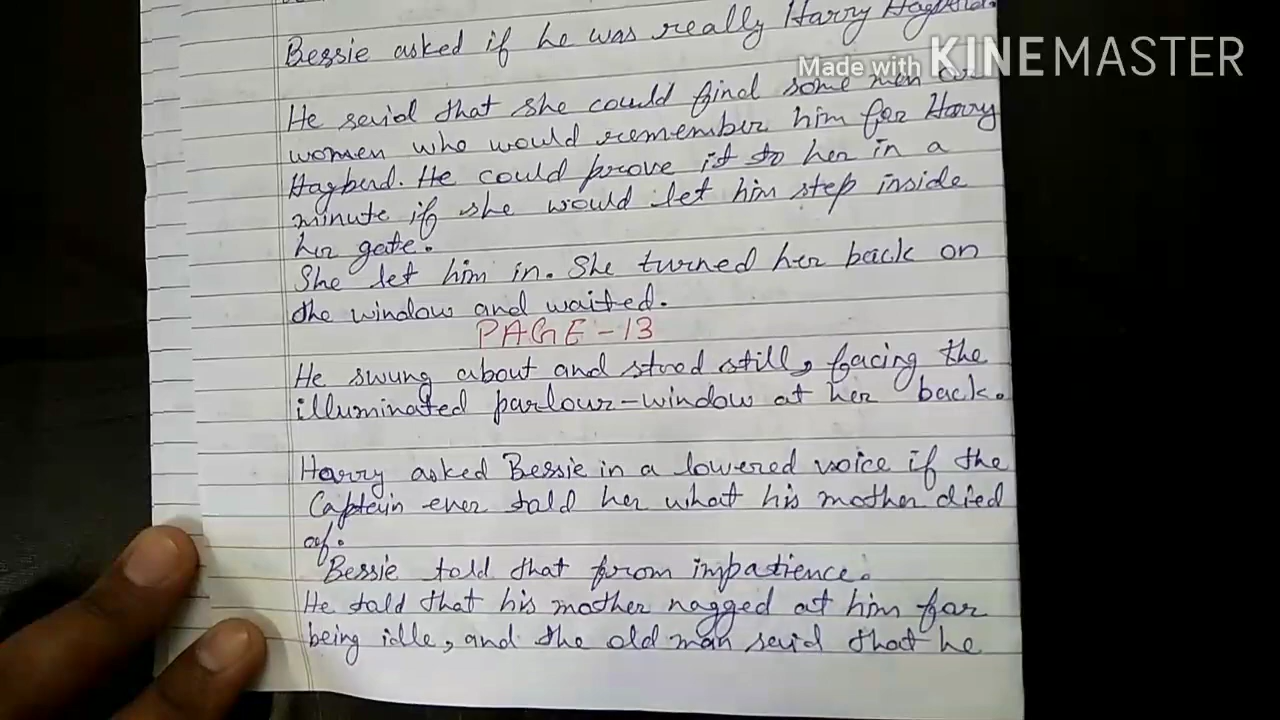 Bessie asked if he was really Harry Hagberd.
Made with KINEMASTER
He said that she could find some men or
women who would remember him for Harry
Hagberd. He could prove it to her in a
minute if she would let him step inside
her gate.
She let him in. She turned her back on
the window and waited.
PAGE-13
He swung about and stood still, facing the
illuminated parlour-window at her back.
Harry asked Bessie in a lowered voice if the
Captain ever told her what his mother died
of.
Bessie told that from impatience.
He told that his mother nagged at him for
being idle, and the old man said that he